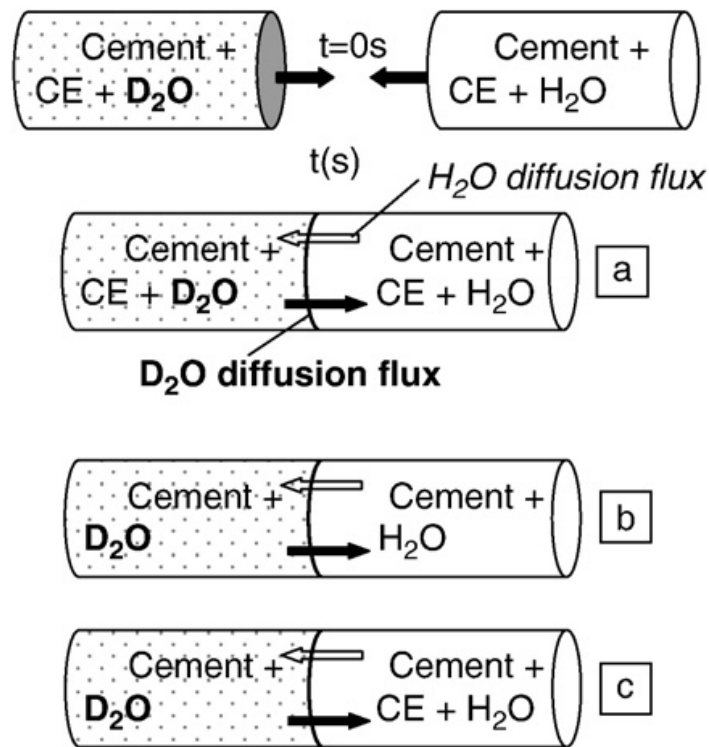 Cement + CE + D₂O
t=0s
Cement + CE + H₂O
t(s)
H₂O diffusion flux
Cement + CE + D₂O
Cement + CE + H₂O
a
D₂O diffusion flux
Cement + D₂O
Cement + H₂O
b
Cement + D₂O
Cement + CE + H₂O
c